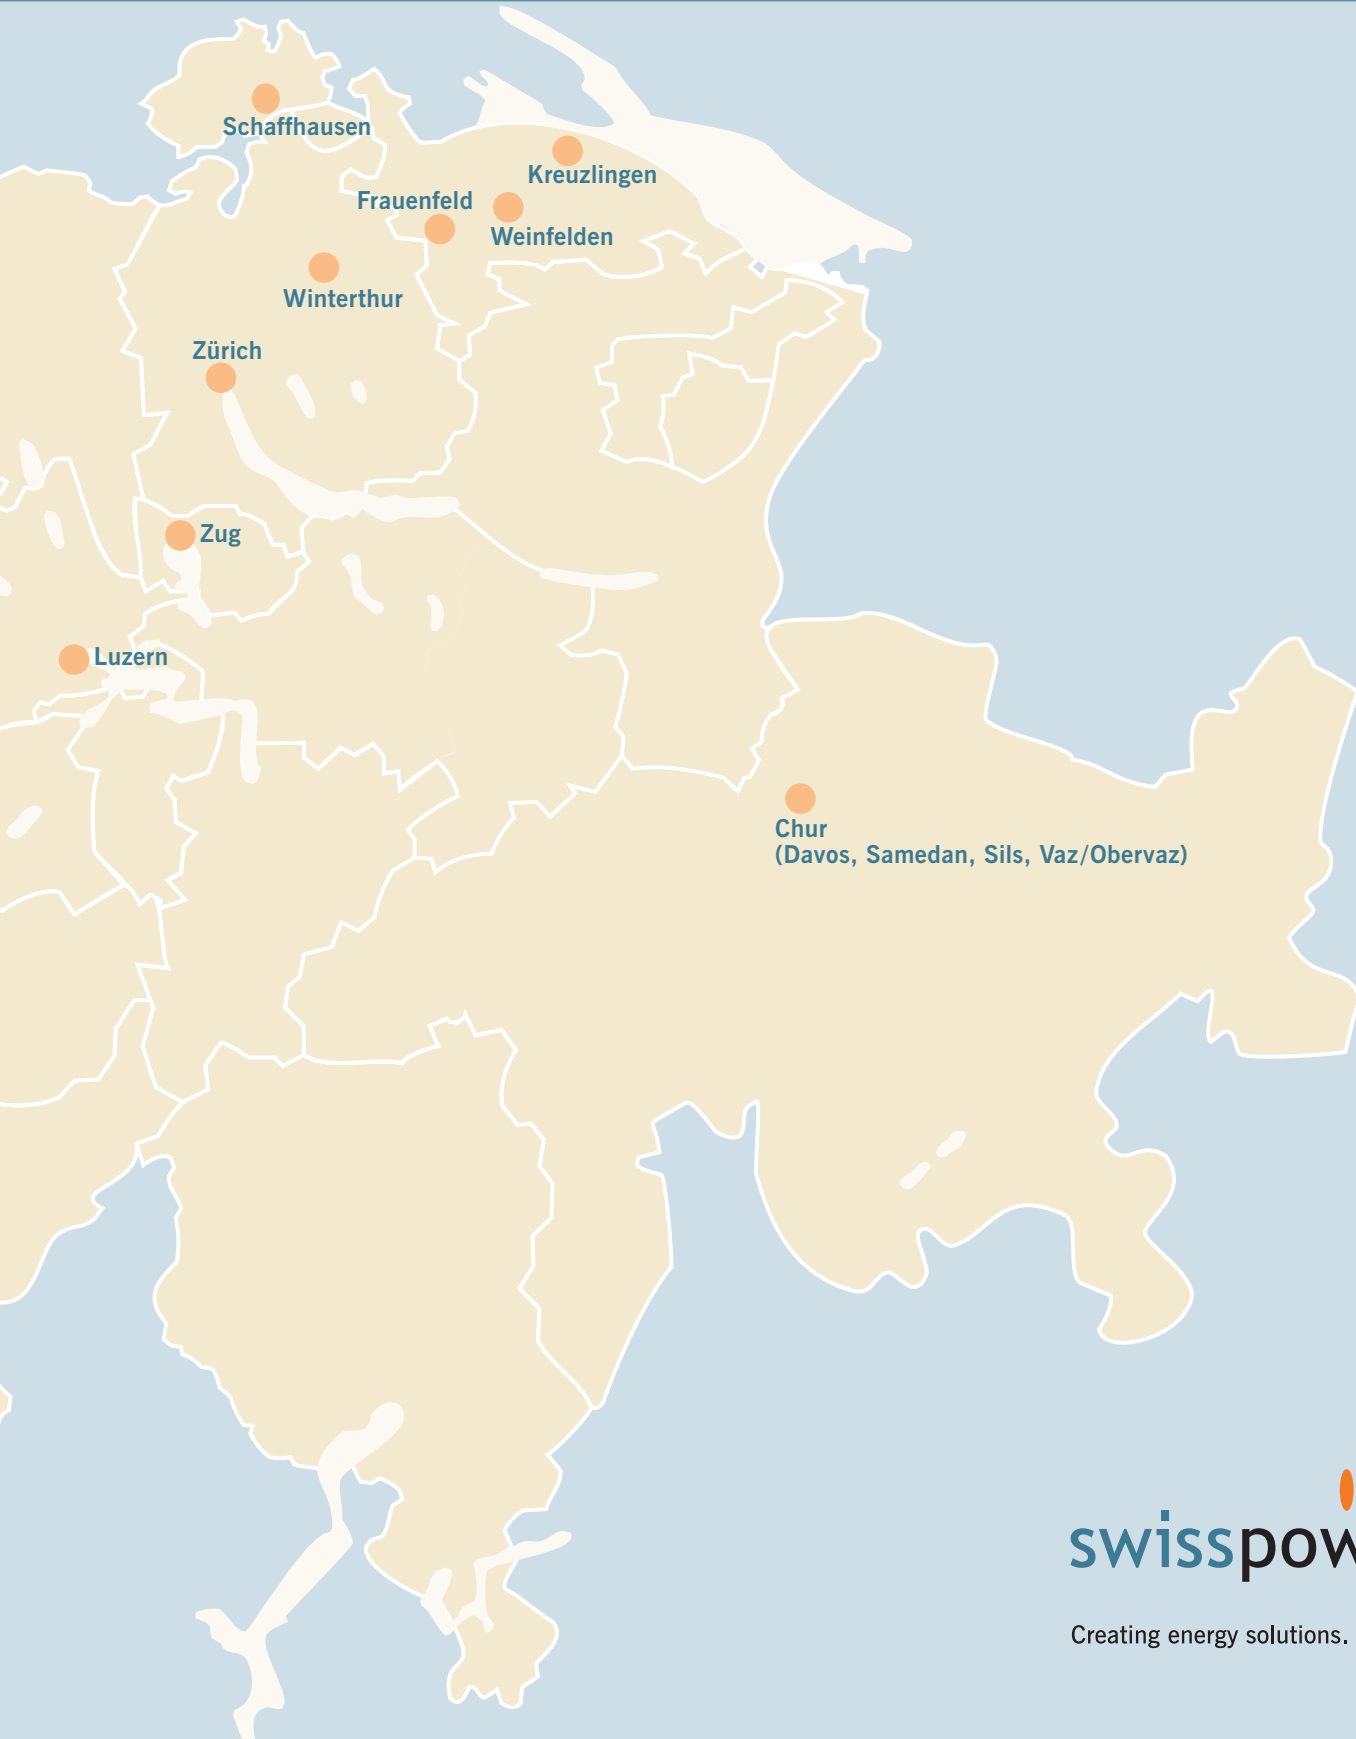 Schaffhausen
Kreuzlingen
Frauenfeld
Weinfelden
Winterthur
Zürich
Zug
Luzern
Chur
(Davos, Samedan, Sils, Vaz/Obervaz)
swisspow
Creating energy solutions.